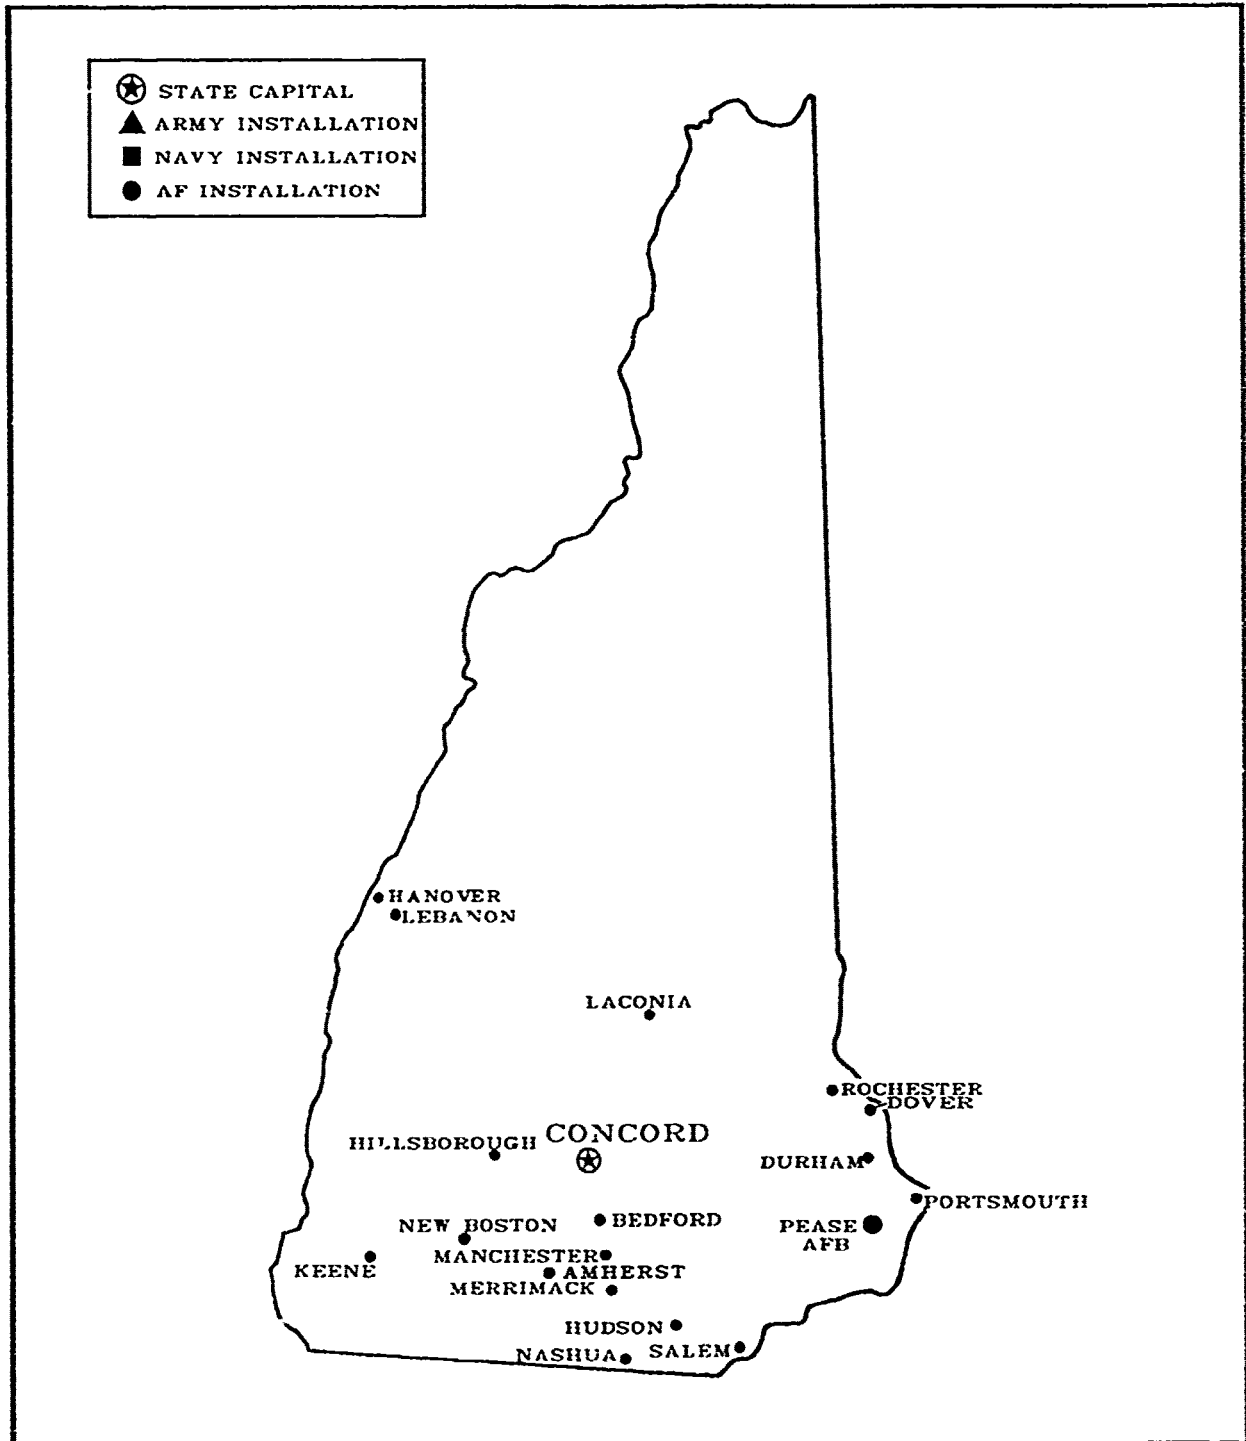 STATE CAPITAL
ARMY INSTALLATION
NAVY INSTALLATION
AF INSTALLATION
HANOVER
LEBANON
LACONIA
ROCHESTER
DOVER
HILLSBOROUGH
CONCORD
DURHAM
PORTSMOUTH
NEW BOSTON
BEDFORD
PEASE
AFB
MANCHESTER
KEENE
AMHERST
MERRIMACK
HUDSON
NASHUA
SALEM